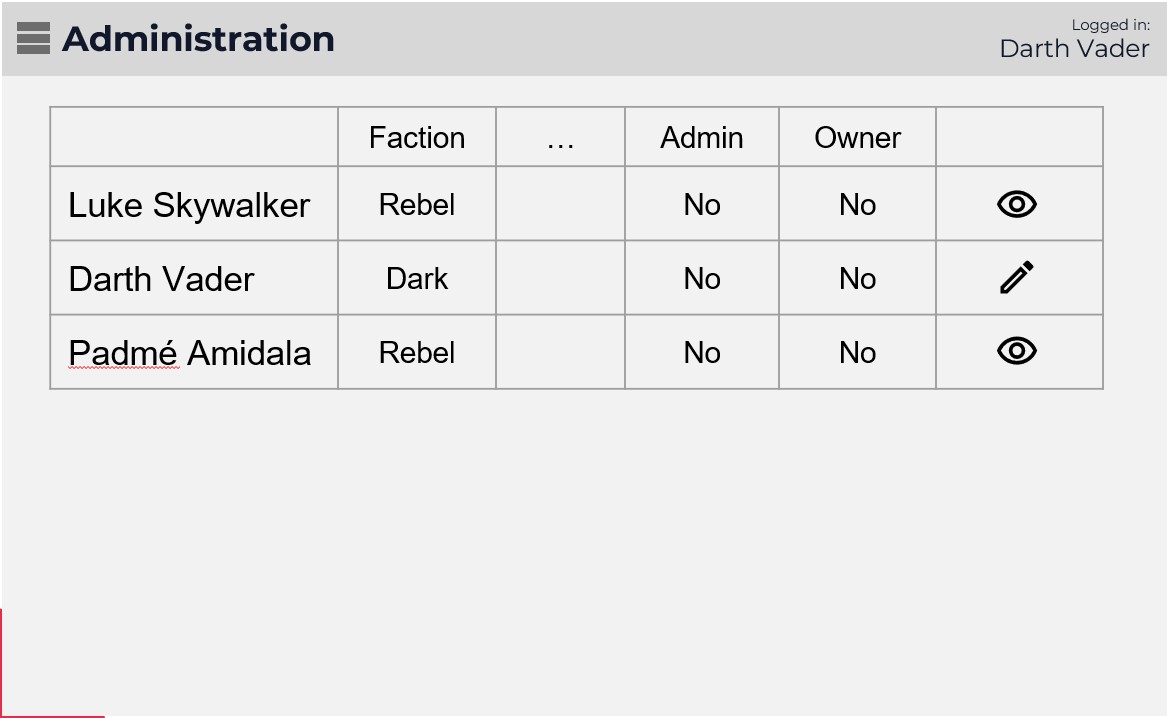 Administration
Logged in:
Darth Vader
Faction … Admin Owner
Luke Skywalker Rebel No No
Darth Vader Dark No No
Padmé Amidala Rebel No No